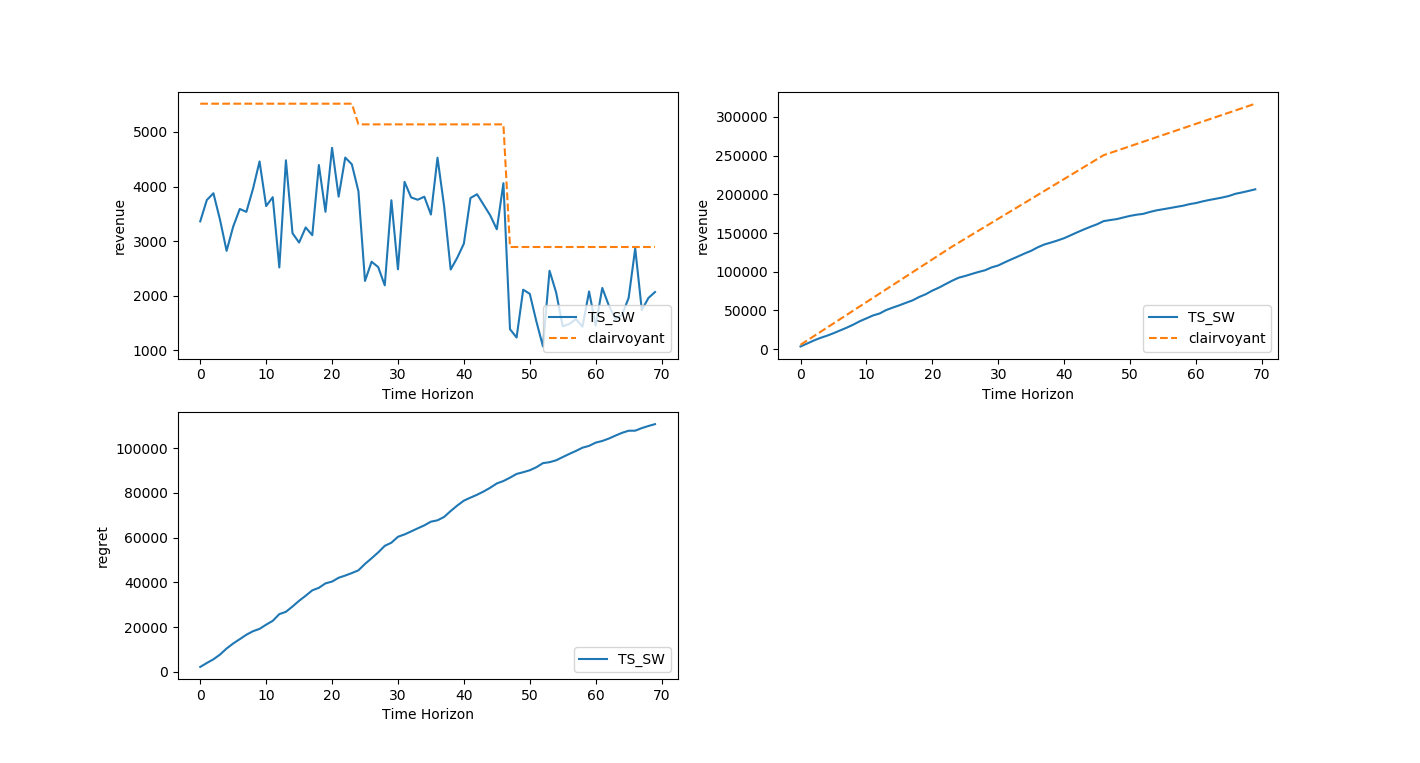 5000
4000
3000
2000
1000
revenue
0 10 20 30 40 50 60 70
Time Horizon
TS_SW
clairvoyant
300000
250000
200000
150000
100000
50000
0
revenue
0 10 20 30 40 50 60 70
Time Horizon
TS_SW
clairvoyant
100000
80000
60000
40000
20000
0
regret
0 10 20 30 40 50 60 70
Time Horizon
TS_SW